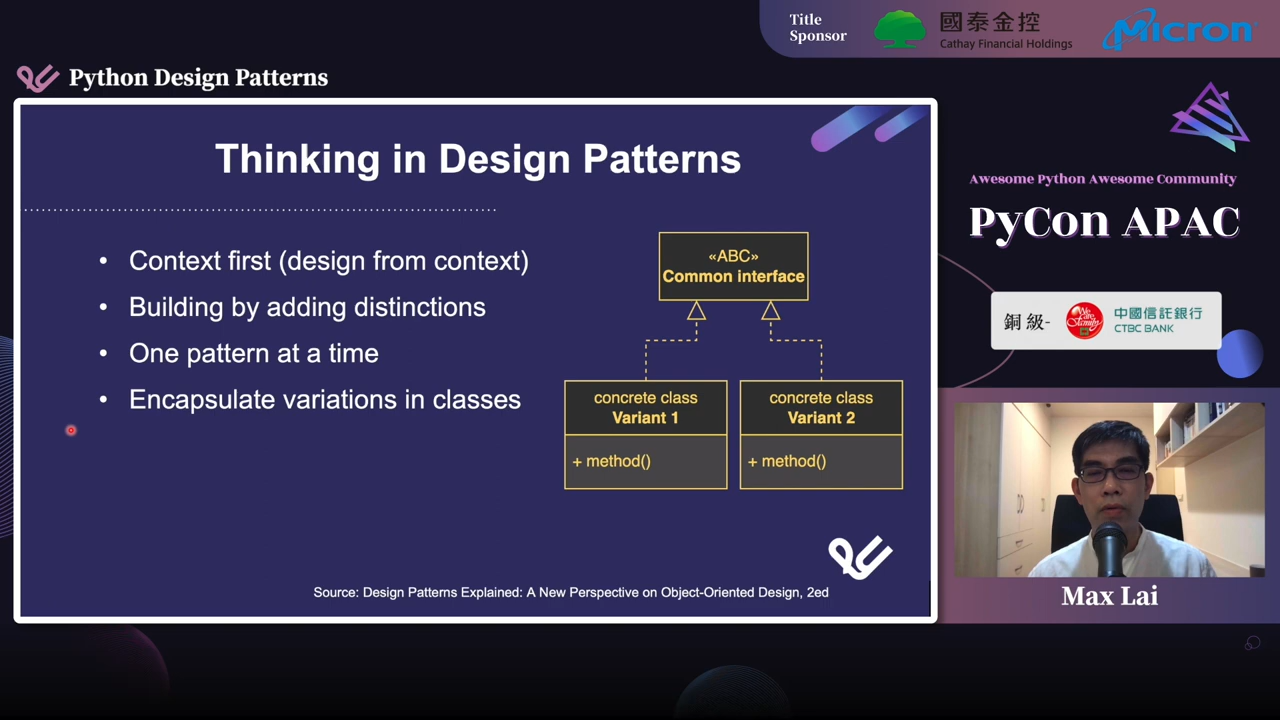 Title
Sponsor
國泰金控
Cathay Financial Holdings
Micron
Python Design Patterns
Thinking in Design Patterns
• Context first (design from context)
• Building by adding distinctions
• One pattern at a time
• Encapsulate variations in classes
«ABC»
Common interface
concrete class
Variant 1
+ method()
concrete class
Variant 2
+ method()
Source: Design Patterns Explained: A New Perspective on Object-Oriented Design, 2ed
Awesome Python Awesome Community
PyCon APAC
銅級-
We are family
中國信託銀行
CTBC BANK
Max Lai